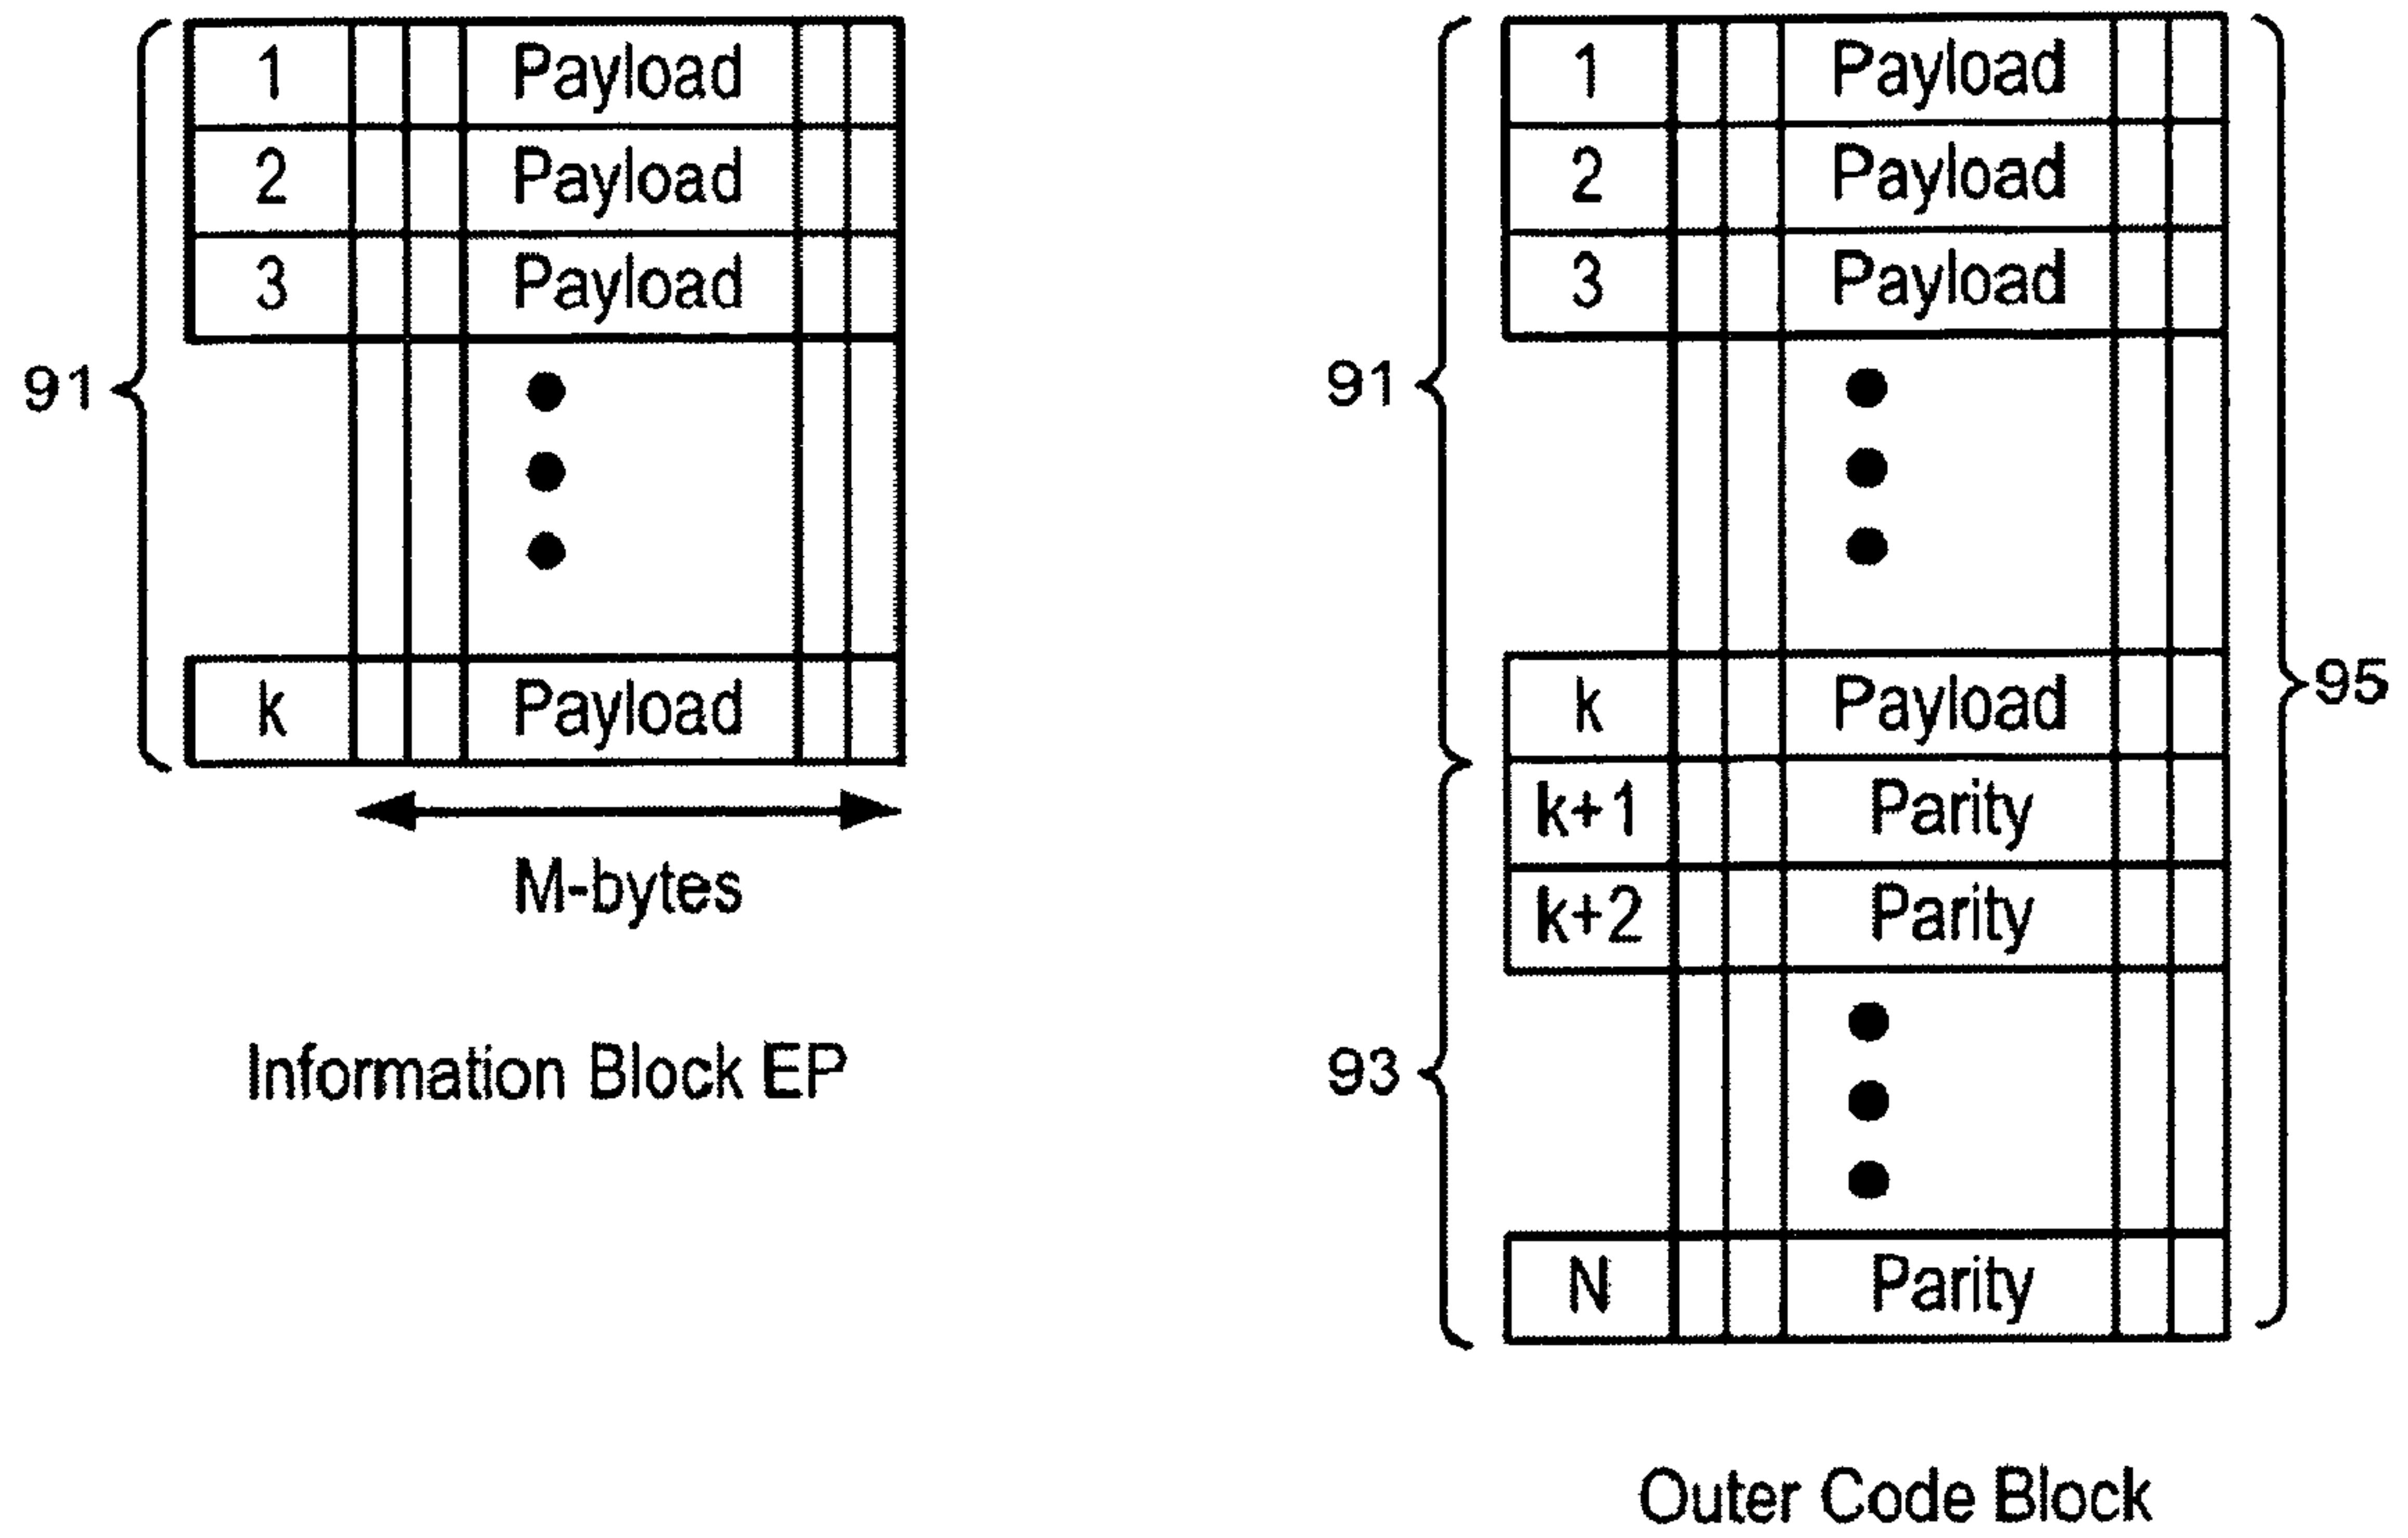 1 Payload
2 Payload
3 Payload
91
k Payload
M-bytes
Information Block EP
1 Payload
2 Payload
3 Payload
91
k Payload
95
k+1 Parity
k+2 Parity
93
N Parity
Outer Code Block